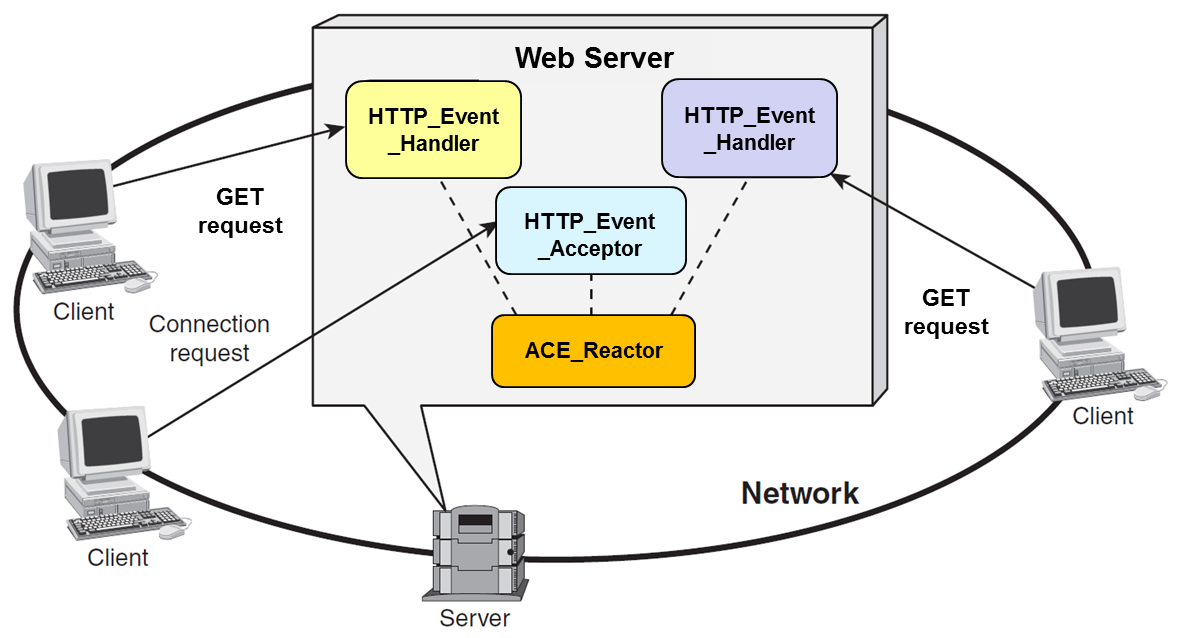 Web Server
HTTP_Event
_Handler
HTTP_Event
_Handler
GET
request
HTTP_Event
_Acceptor
Client
Connection
request
GET
request
ACE_Reactor
Client
Network
Client
Server